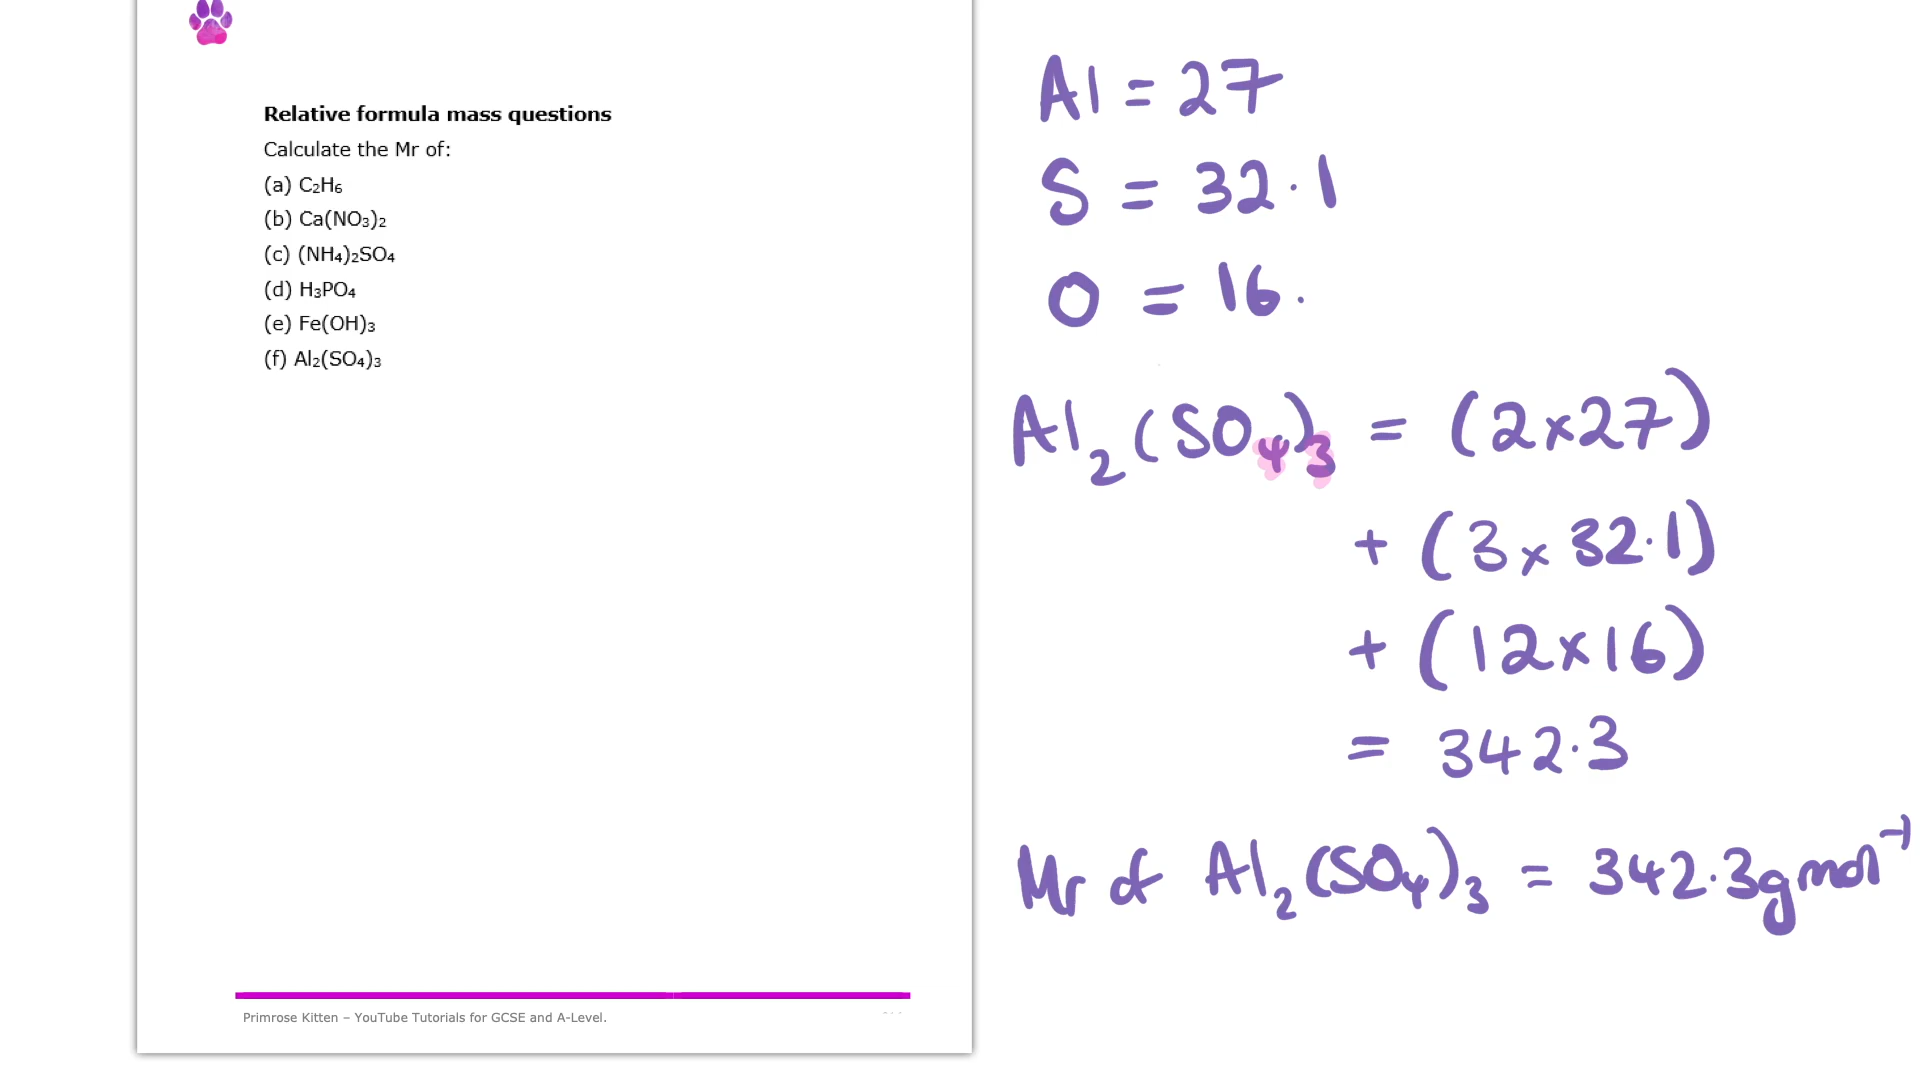 Relative formula mass questions
Calculate the Mr of:
(a) C₂H₆
(b) Ca(NO₃)₂
(c) (NH₄)₂SO₄
(d) H₃PO₄
(e) Fe(OH)₃
(f) Al₂(SO₄)₃
Primrose Kitten – YouTube Tutorials for GCSE and A-Level.
Al = 27
S = 32.1
O = 16.
Al₂(SO₄)₃ = (2×27)
+ (3 × 32.1)
+ (12×16)
= 342.3
Mr of Al₂(SO₄)₃ = 342.3gmol⁻¹